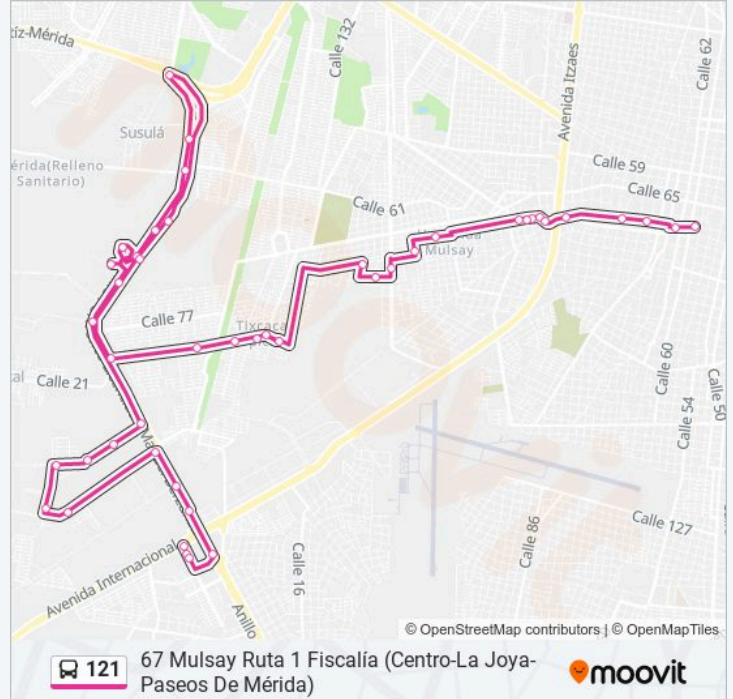 tíz-Mérida
Calle 132
Avenida Itzaes
Calle 62
Susulá
Calle 59
érida(Relleno
Sanitario)
Calle 65
Calle 61
Mulsay
Calle 77
Tixcaca
Calle 60
al
Calle 21
Calle 50
Calle 54
Calle 127
Calle 86
Avenida Internacional
Calle 16
Anillo
© OpenStreetMap contributors | © OpenMapTiles
121
67 Mulsay Ruta 1 Fiscalía (Centro-La Joya-
Paseos De Mérida)
moovit